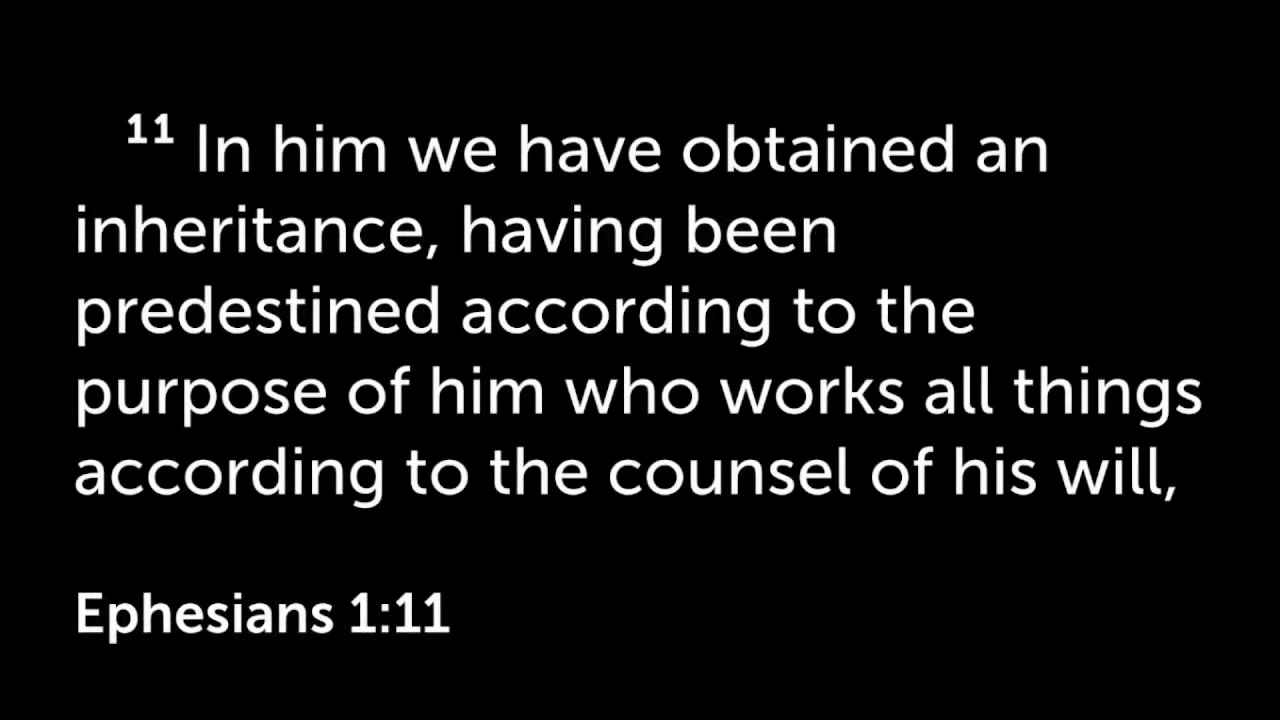 11 In him we have obtained an
inheritance, having been
predestined according to the
purpose of him who works all things
according to the counsel of his will,
Ephesians 1:11